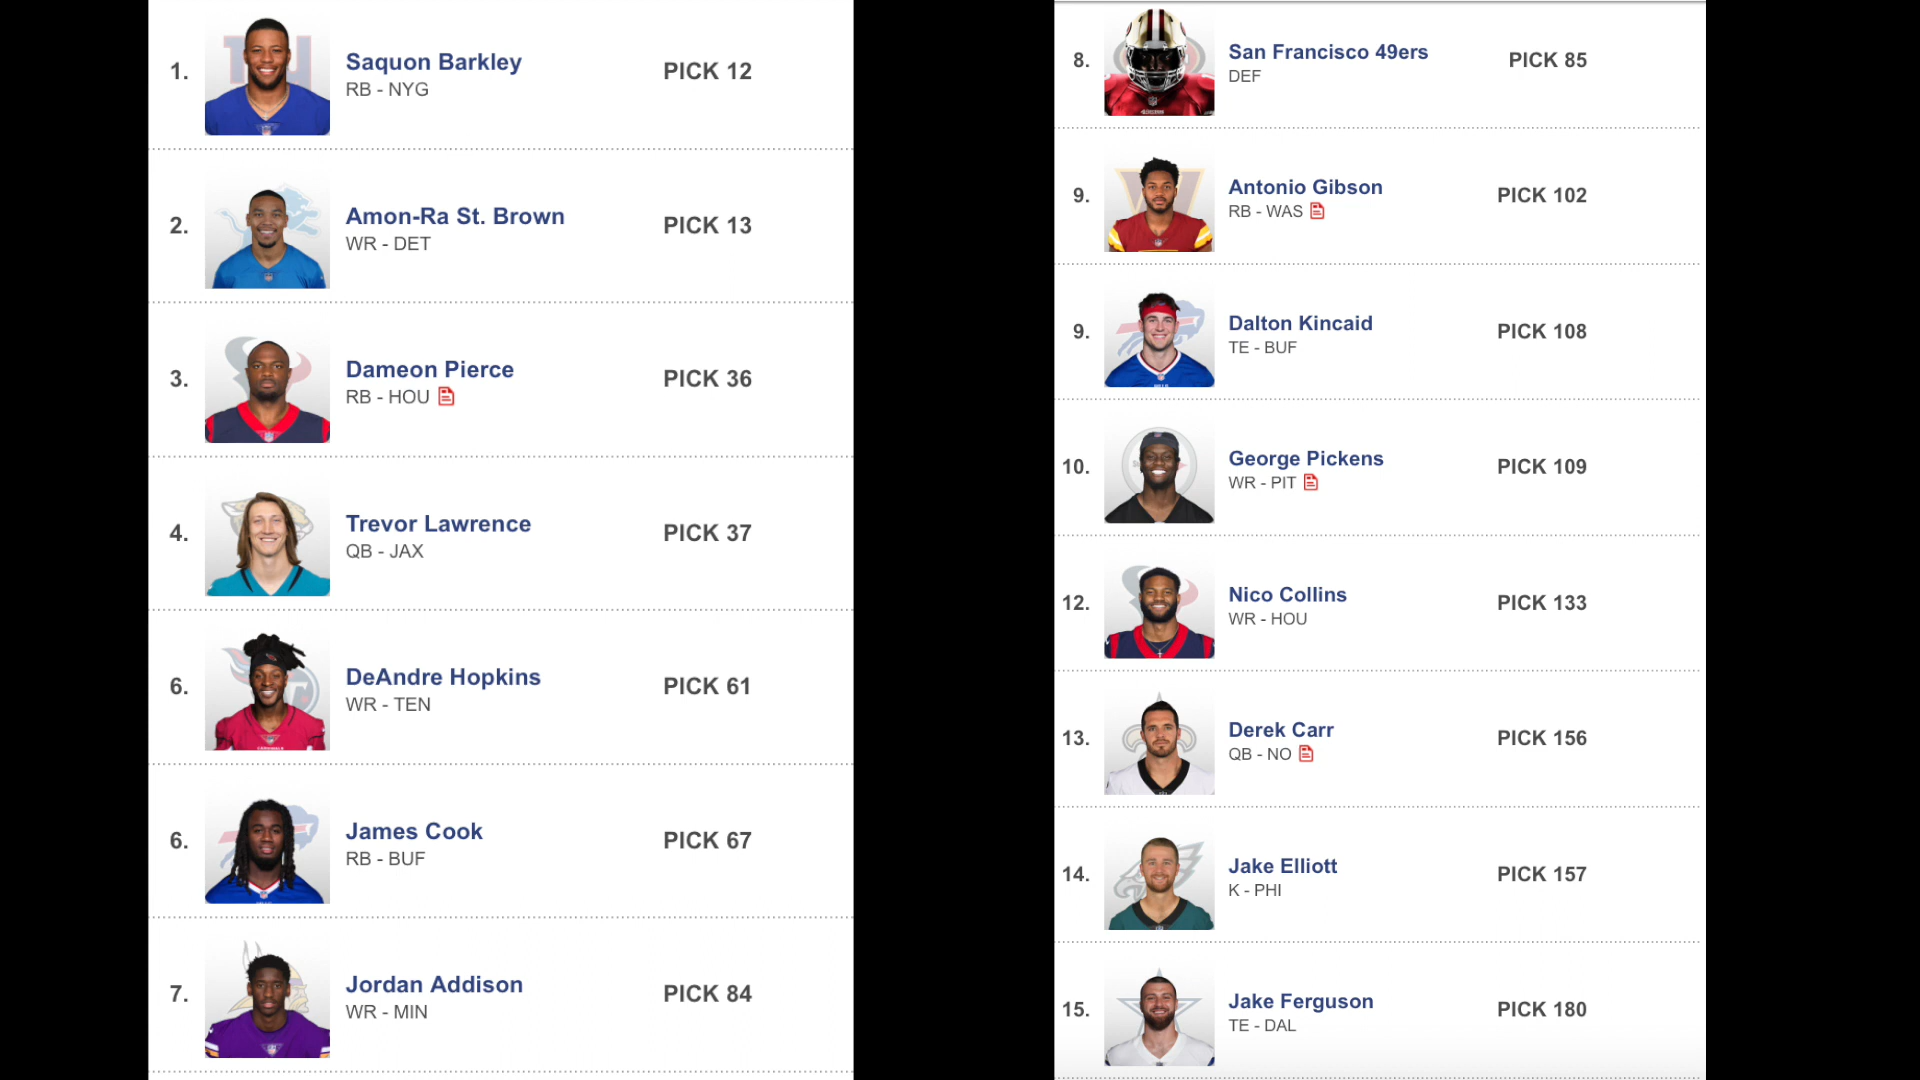 1.
Saquon Barkley
RB - NYG
PICK 12
2.
Amon-Ra St. Brown
WR - DET
PICK 13
3.
Dameon Pierce
RB - HOU
PICK 36
4.
Trevor Lawrence
QB - JAX
PICK 37
6.
DeAndre Hopkins
WR - TEN
PICK 61
6.
James Cook
RB - BUF
PICK 67
7.
Jordan Addison
WR - MIN
PICK 84
8.
San Francisco 49ers
DEF
PICK 85
9.
Antonio Gibson
RB - WAS
PICK 102
9.
Dalton Kincaid
TE - BUF
PICK 108
10.
George Pickens
WR - PIT
PICK 109
12.
Nico Collins
WR - HOU
PICK 133
13.
Derek Carr
QB - NO
PICK 156
14.
Jake Elliott
K - PHI
PICK 157
15.
Jake Ferguson
TE - DAL
PICK 180